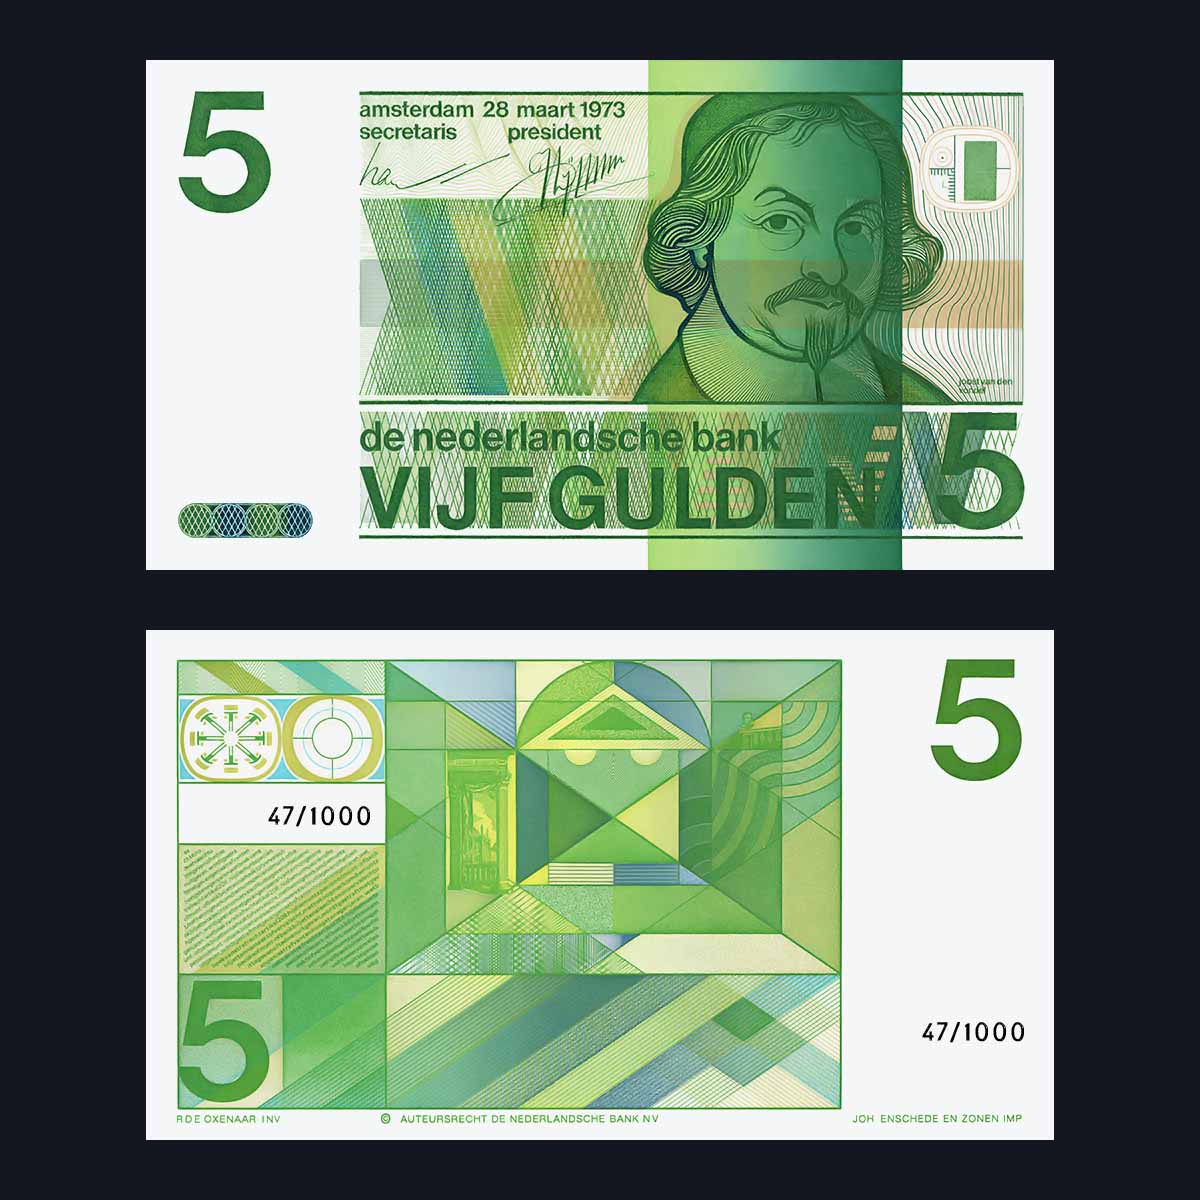 5
amsterdam 28 maart 1973
secretaris president
joost van den
vondel
de nederlandsche bank
VIJF GULDEN 5
5
47/1000
5
47/1000
R D E OXENAAR INV
© AUTEURSRECHT DE NEDERLANDSCHE BANK N V
JOH ENSCHEDE EN ZONEN IMP